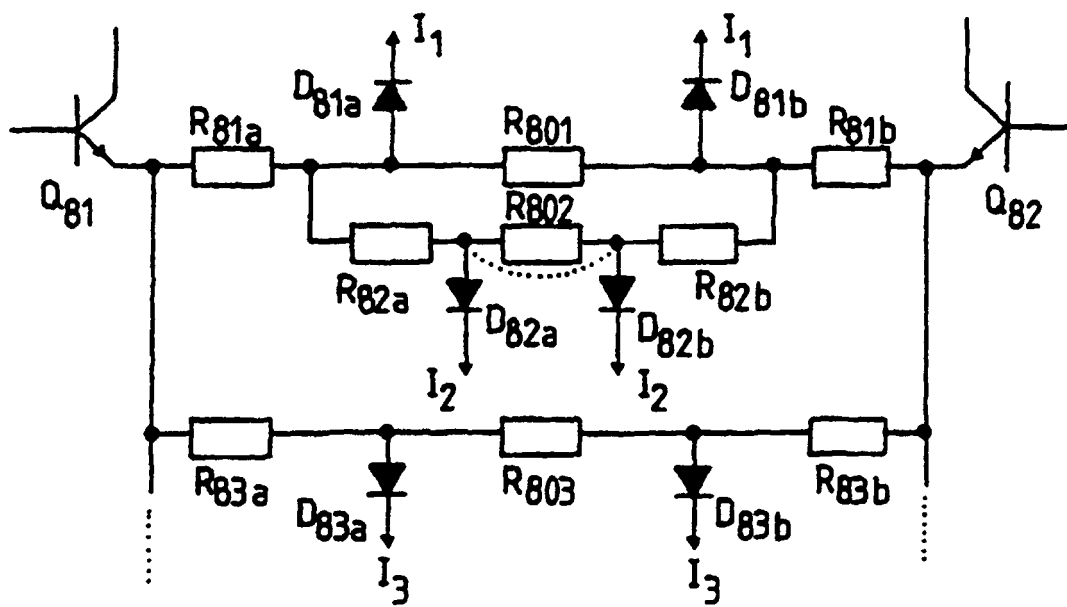 I1 I1
D81a D81b
R81a R801 R81b
Q81 R802 Q82
R82a R82b
D82a D82b
I2 I2
R83a R803 R83b
D83a D83b
I3 I3